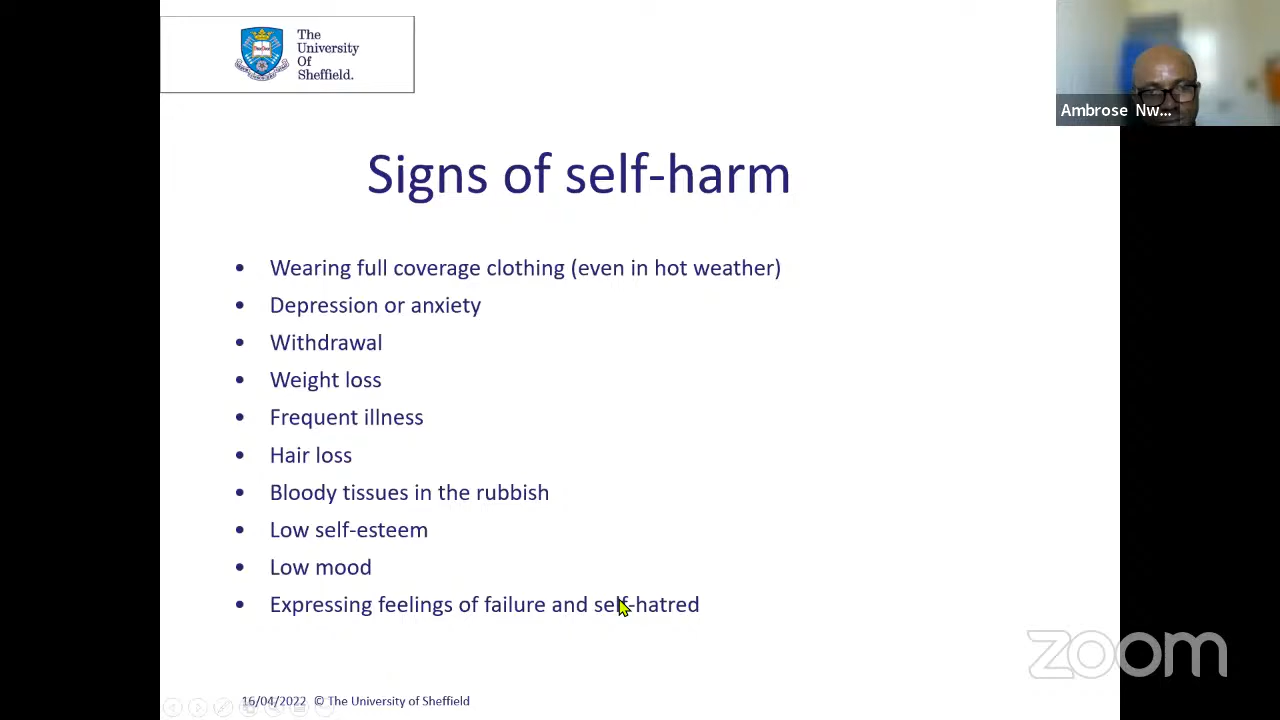 The
University
Of
Sheffield.
Ambrose Nw...
Signs of self-harm
• Wearing full coverage clothing (even in hot weather)
• Depression or anxiety
• Withdrawal
• Weight loss
• Frequent illness
• Hair loss
• Bloody tissues in the rubbish
• Low self-esteem
• Low mood
• Expressing feelings of failure and self-hatred
zoom
16/04/2022 © The University of Sheffield